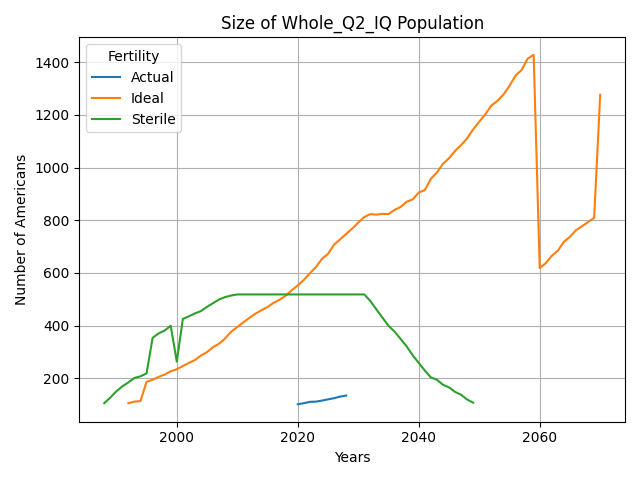 Size of Whole_Q2_IQ Population
Fertility
Actual
Ideal
Sterile
Number of Americans
1400
1200
1000
800
600
400
200
2000
2020
2040
2060
Years